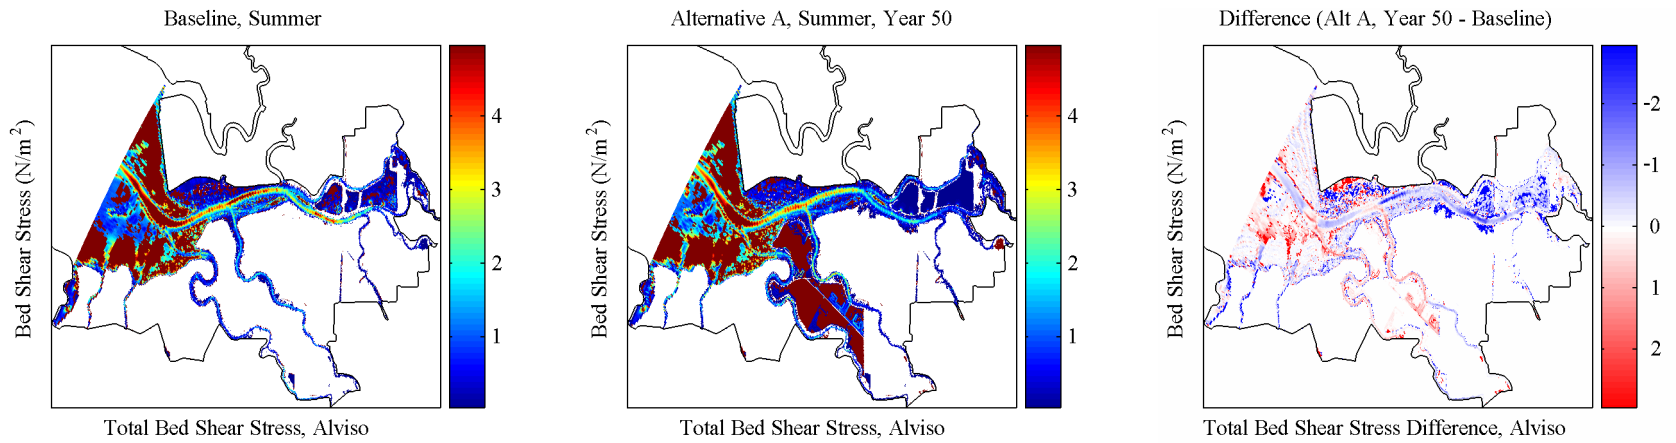 Baseline, Summer
Bed Shear Stress (N/m²)
4
3
2
1
Total Bed Shear Stress, Alviso
Alternative A, Summer, Year 50
Bed Shear Stress (N/m²)
4
3
2
1
Total Bed Shear Stress, Alviso
Difference (Alt A, Year 50 - Baseline)
Bed Shear Stress (N/m²)
-2
-1
0
1
2
Total Bed Shear Stress Difference, Alviso